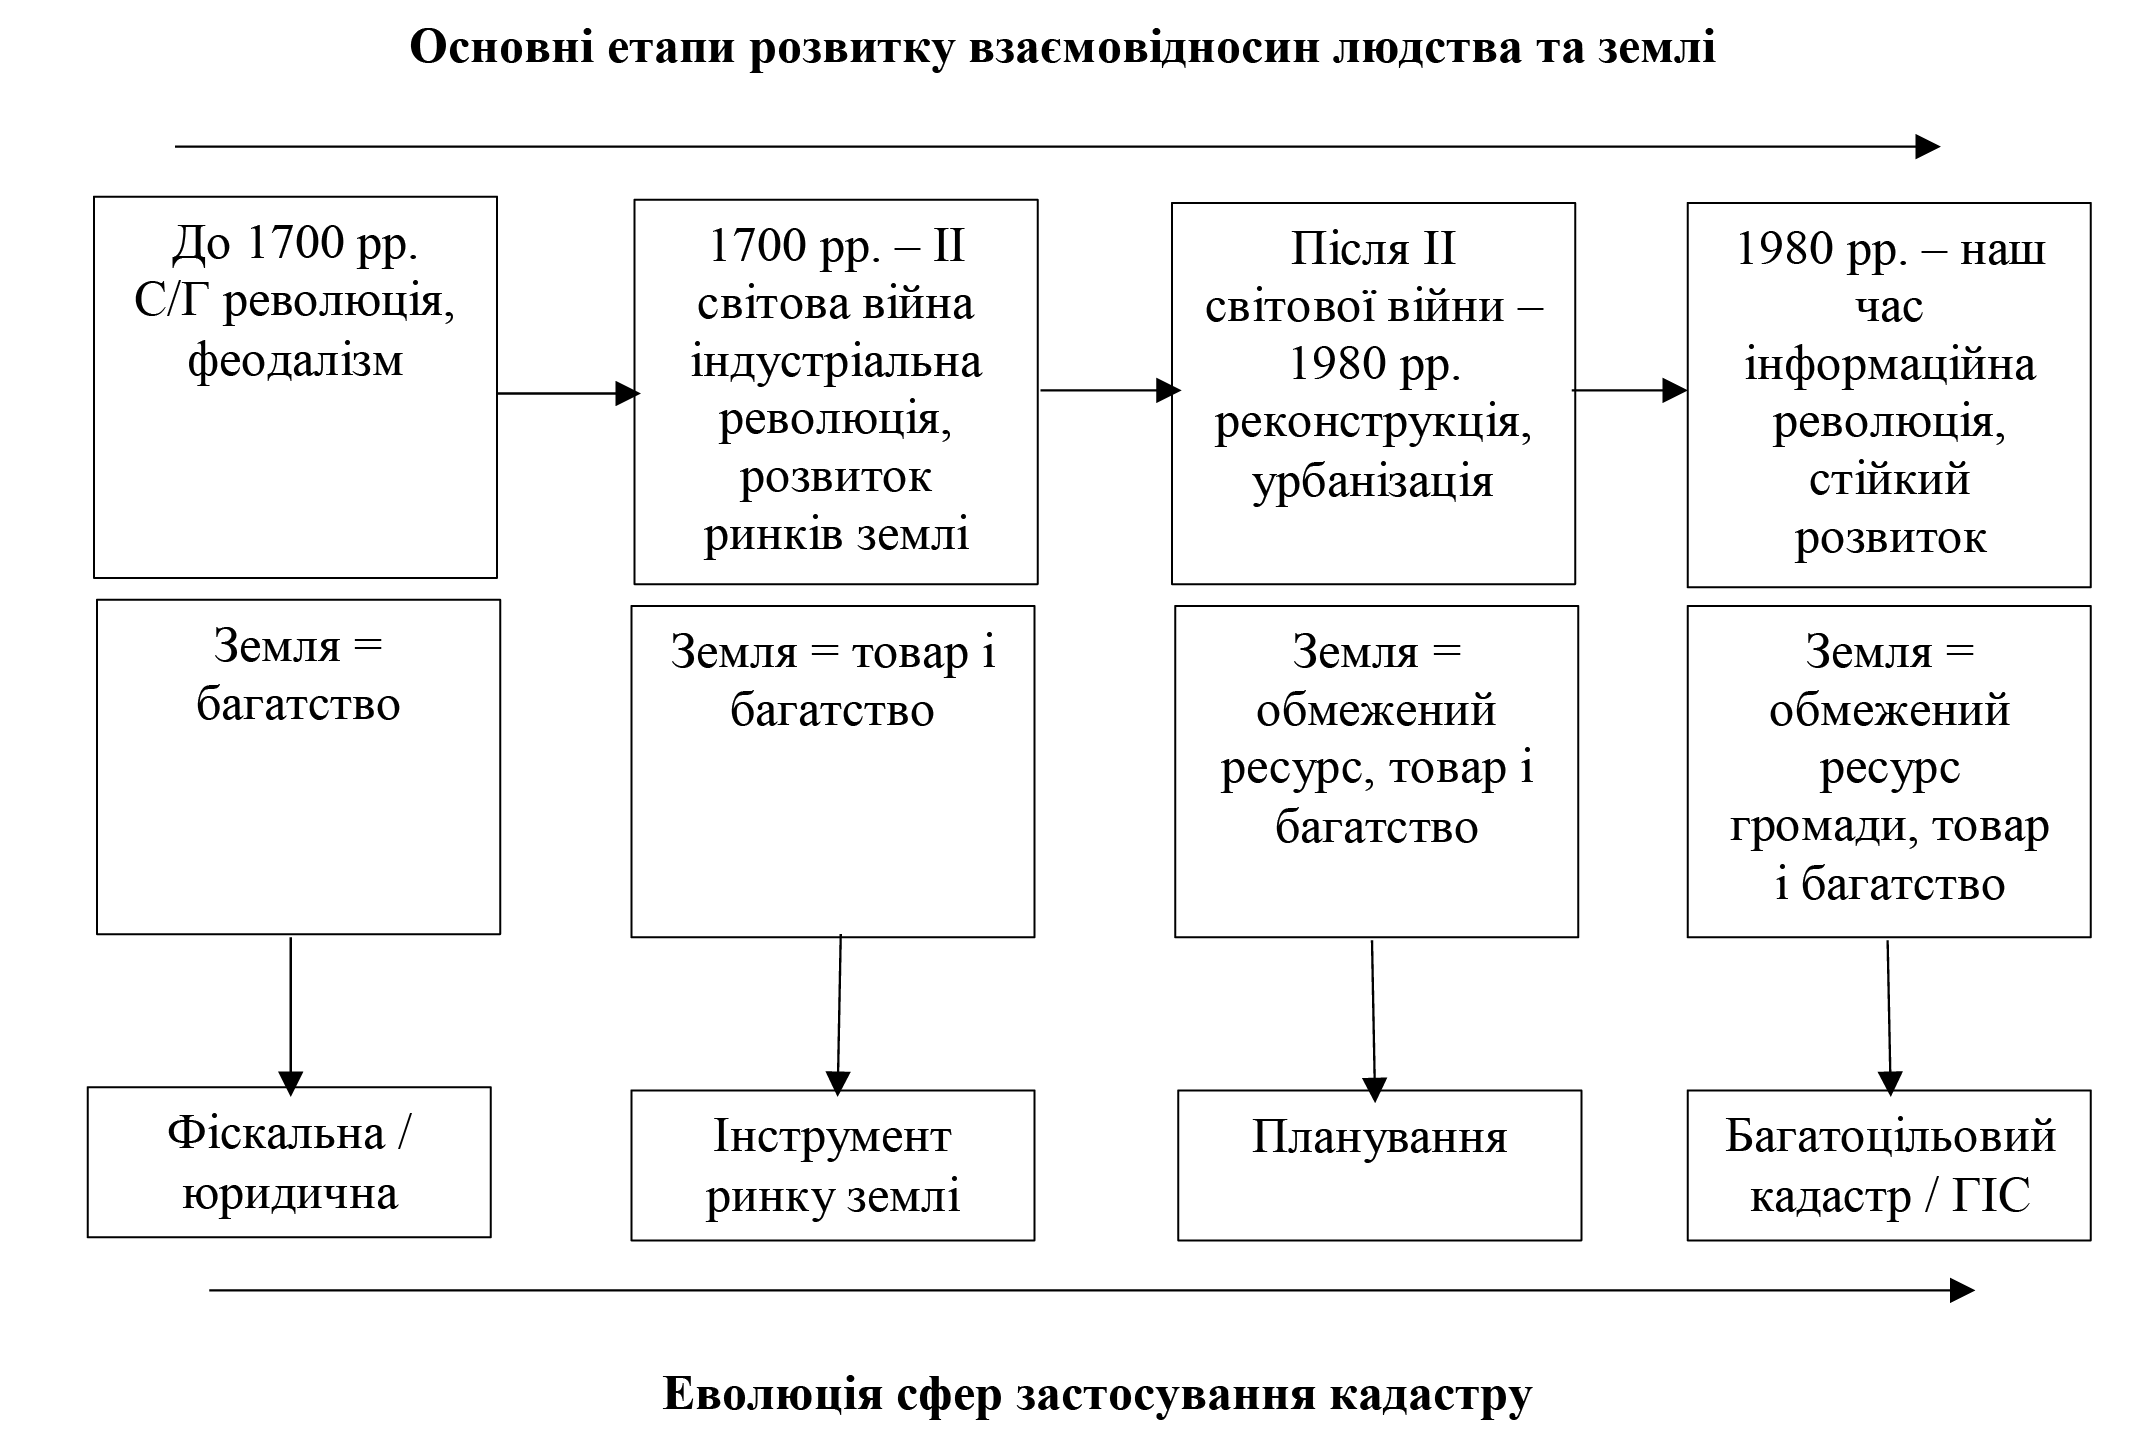 Основні етапи розвитку взаємовідносин людства та землі
До 1700 рр.
С/Г революція,
феодалізм
1700 рр. – ІІ
світова війна
індустріальна
революція,
розвиток
ринків землі
Після ІІ
світової війни –
1980 рр.
реконструкція,
урбанізація
1980 рр. – наш
час
інформаційна
революція,
стійкий
розвиток
Земля =
багатство
Земля = товар і
багатство
Земля =
обмежений
ресурс, товар і
багатство
Земля =
обмежений
ресурс
громади, товар
і багатство
Фіскальна /
юридична
Інструмент
ринку землі
Планування
Багатоцільовий
кадастр / ГІС
Еволюція сфер застосування кадастру